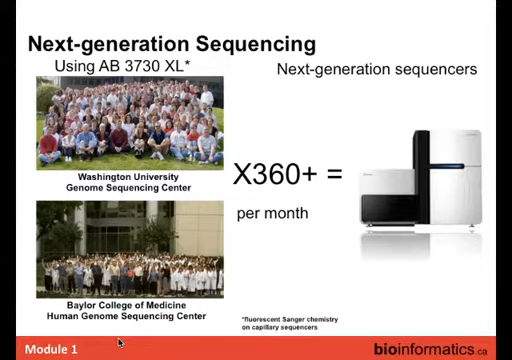 Next-generation Sequencing
Using AB 3730 XL*
Next-generation sequencers
Washington University
Genome Sequencing Center
X360+ =
per month
Baylor College of Medicine
Human Genome Sequencing Center
*fluorescent Sanger chemistry
on capillary sequencers
Module 1
bioinformatics.ca